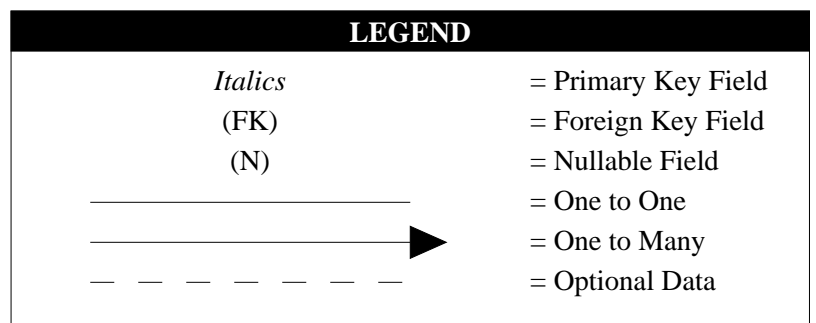 LEGEND
Italics = Primary Key Field
(FK) = Foreign Key Field
(N) = Nullable Field
= One to One
= One to Many
= Optional Data